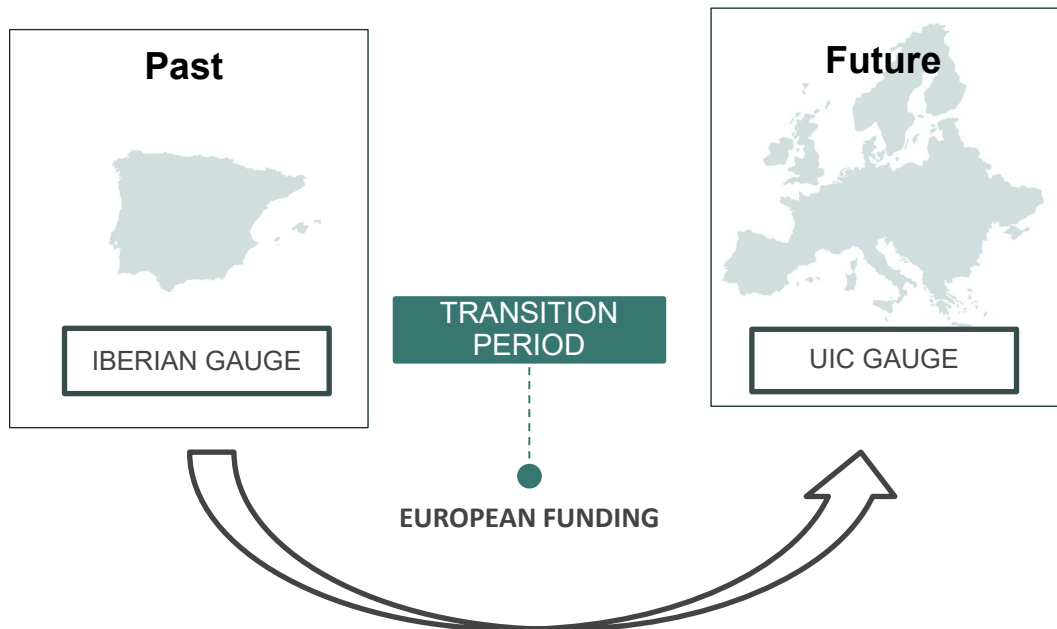 Past
IBERIAN GAUGE
TRANSITION
PERIOD
EUROPEAN FUNDING
Future
UIC GAUGE